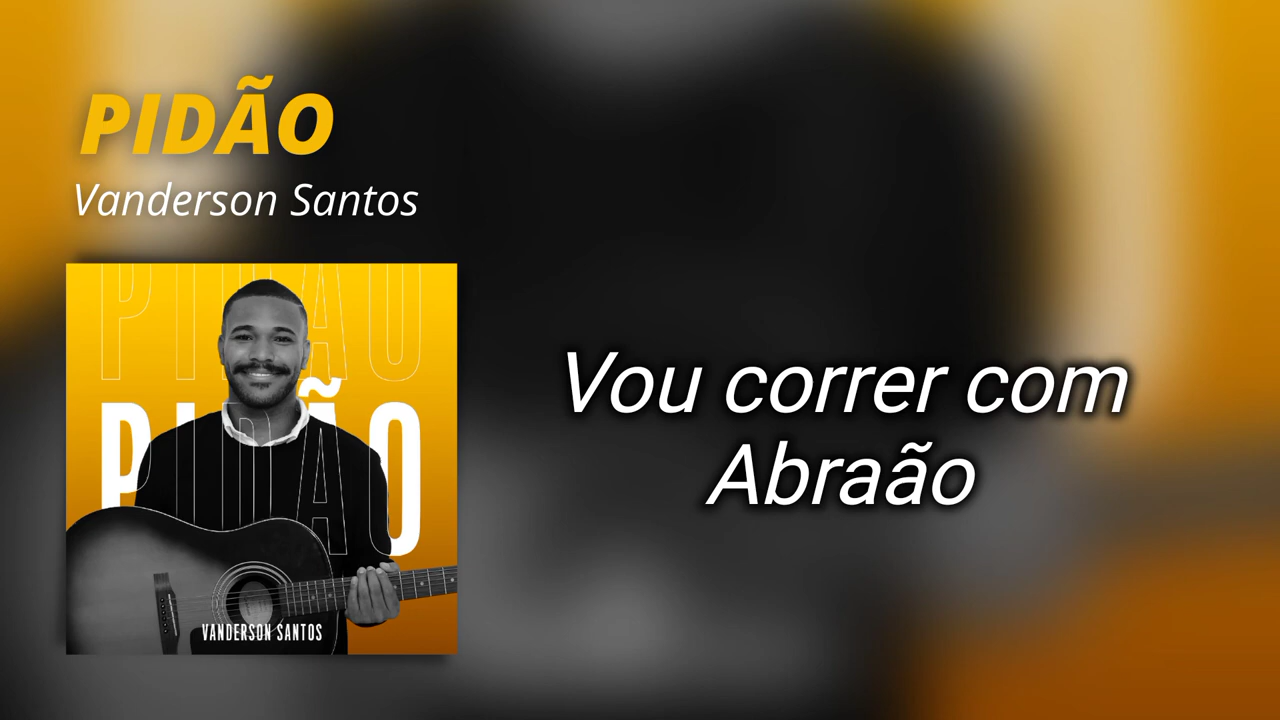 PIDÃO
Vanderson Santos
PIDÃO
PIDÃO
VANDERSON SANTOS
Vou correr com
Abraão